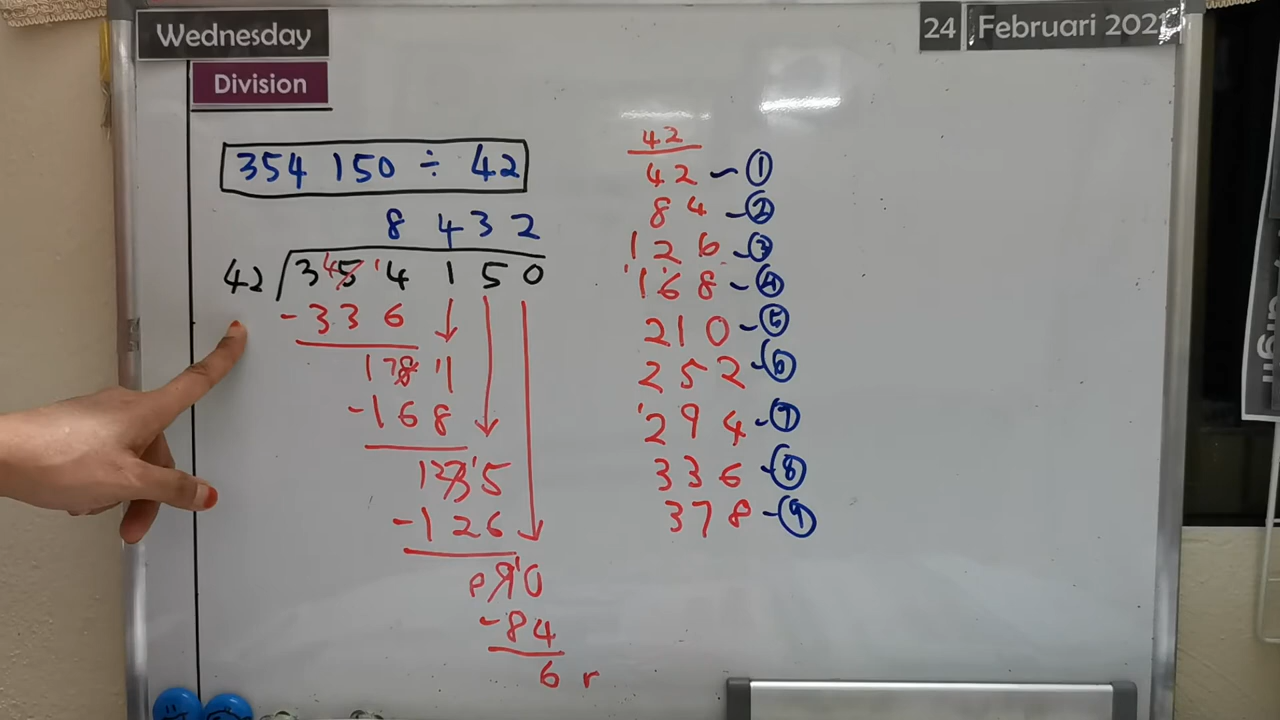 Wednesday
24 Februari 202
Division
354 150 ÷ 42
8 4 3 2
42 3 5 4 1 5 0
- 3 3 6
1 7 8 1
- 1 6 8
1 2 3 5
- 1 2 6
0 9 0
- 8 4
6 r
42
42 - 1
84 - 2
126 - 3
168 - 4
210 - 5
252 - 6
294 - 7
336 - 8
378 - 9